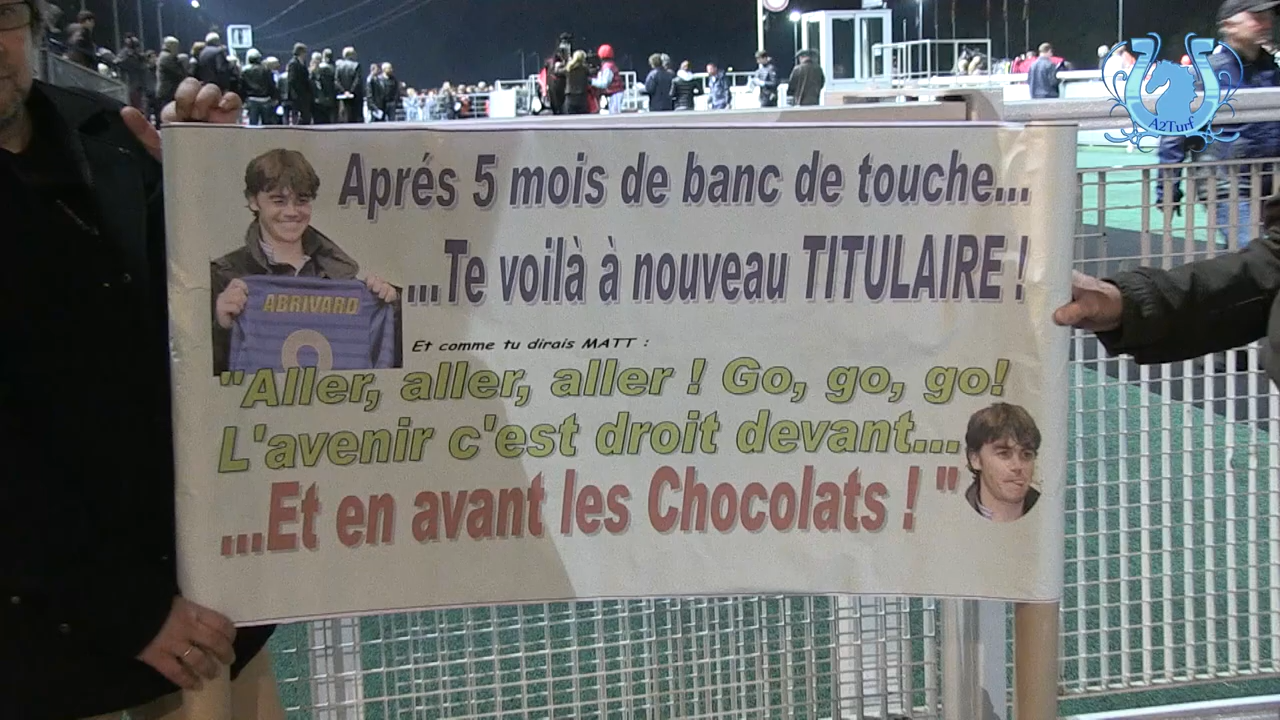 A2Turf
Aprés 5 mois de banc de touche...
...Te voilà à nouveau TITULAIRE !
ABRIVARD
Et comme tu dirais MATT :
"Aller, aller, aller ! Go, go, go!
L'avenir c'est droit devant...
...Et en avant les Chocolats ! "